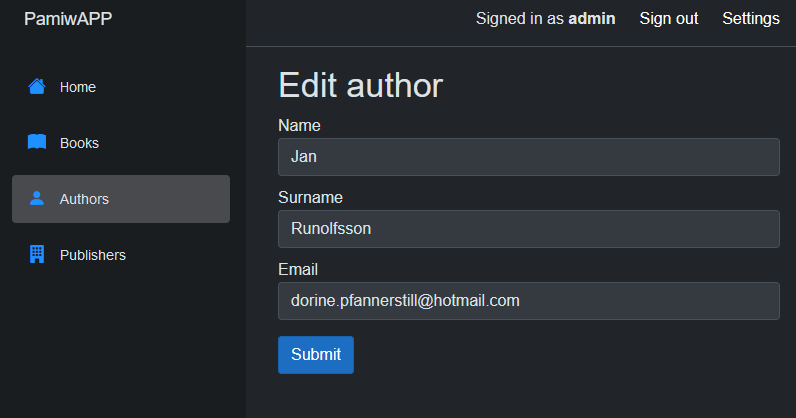 PamiwAPP
Signed in as admin Sign out Settings
Home
Books
Authors
Publishers
Edit author
Name
Jan
Surname
Runolfsson
Email
dorine.pfannerstill@hotmail.com
Submit